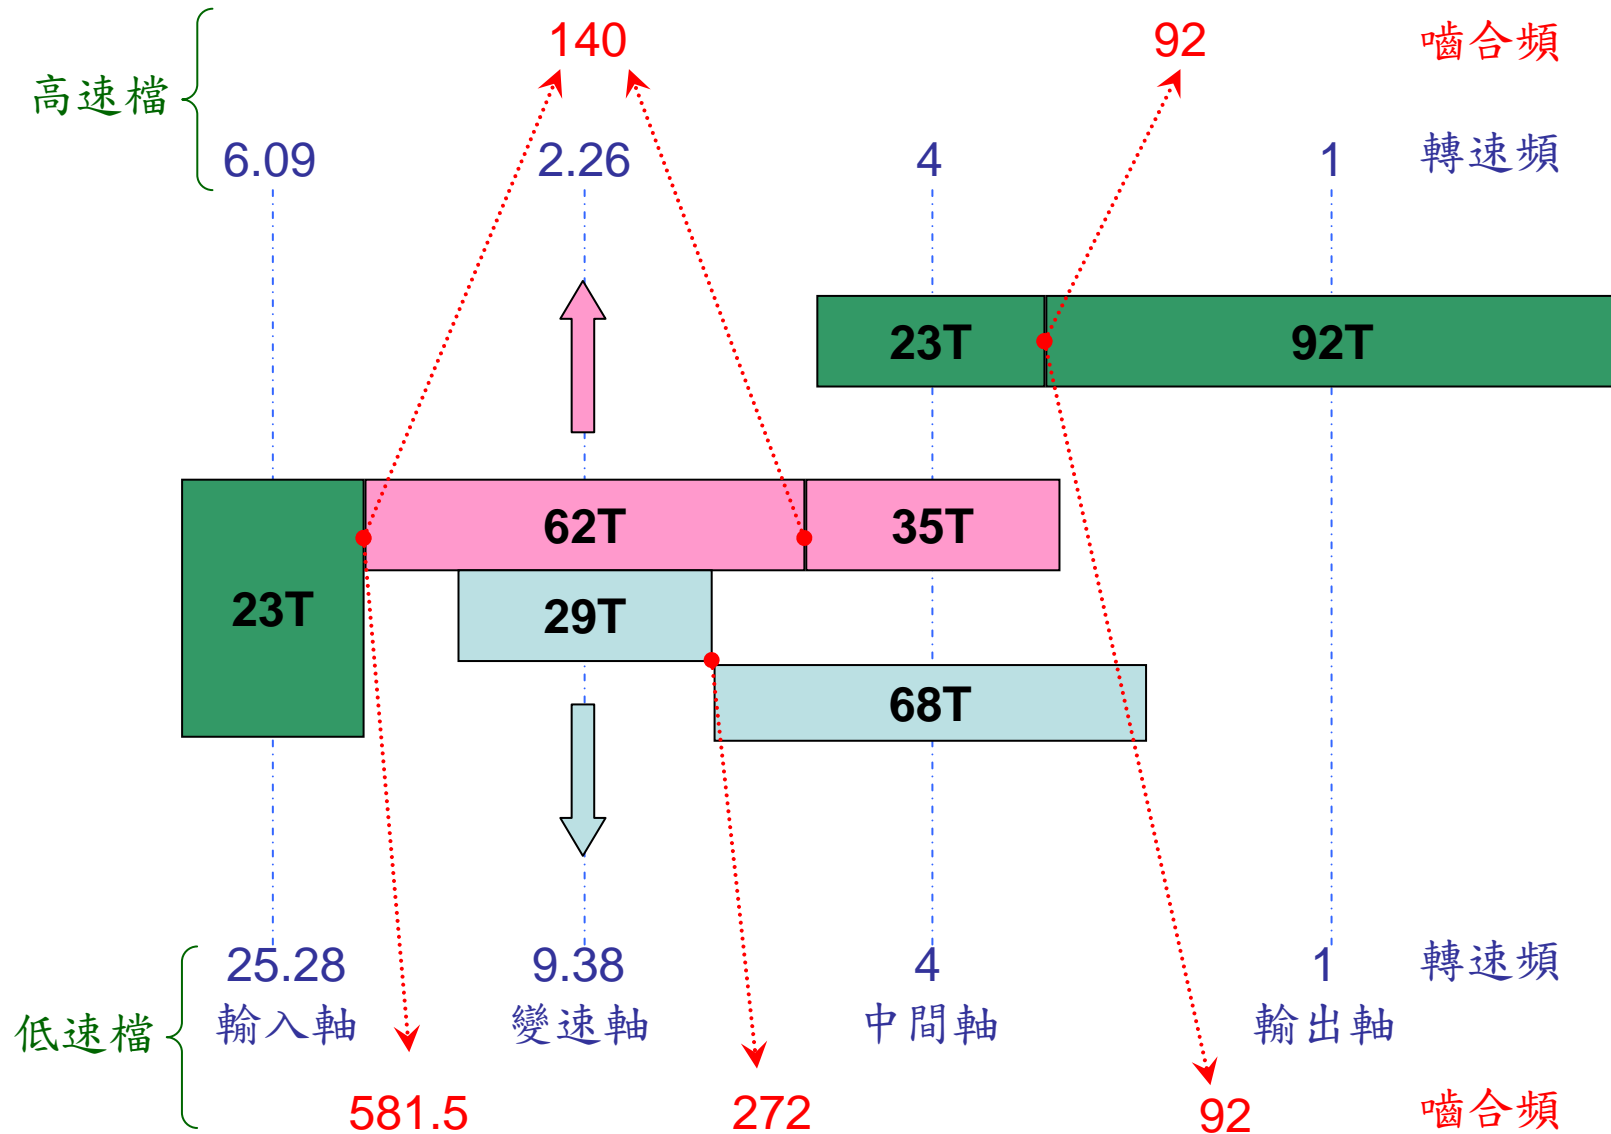 140 92 嚙合頻
高速檔
6.09 2.26 4 1 轉速頻
23T 92T
62T 35T
23T 29T
68T
25.28 9.38 4 1 轉速頻
低速檔 輸入軸 變速軸 中間軸 輸出軸
581.5 272 92 嚙合頻